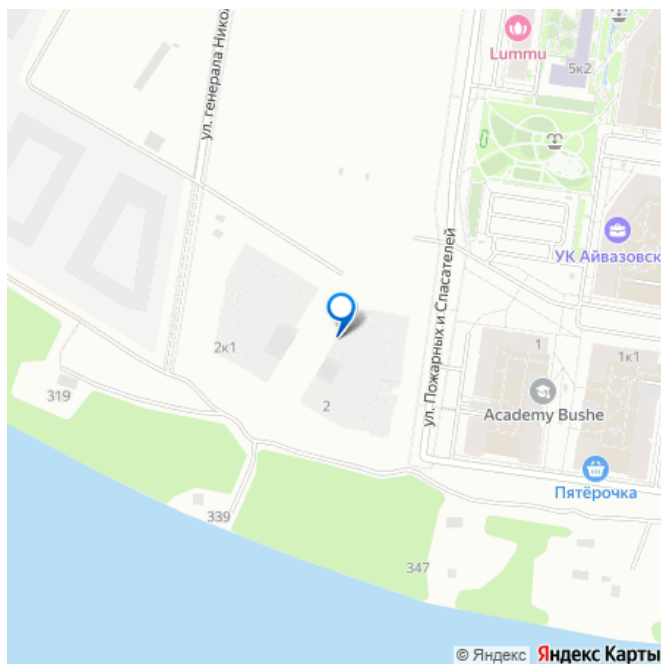 Lummu
5к2
ул. генерала Нико
ул. Пожарных и Спасателей
УК Айвазовск
2к1
1
1к1
319
2
Academy Bushe
Пятёрочка
339
347
© Яндекс Яндекс Карты